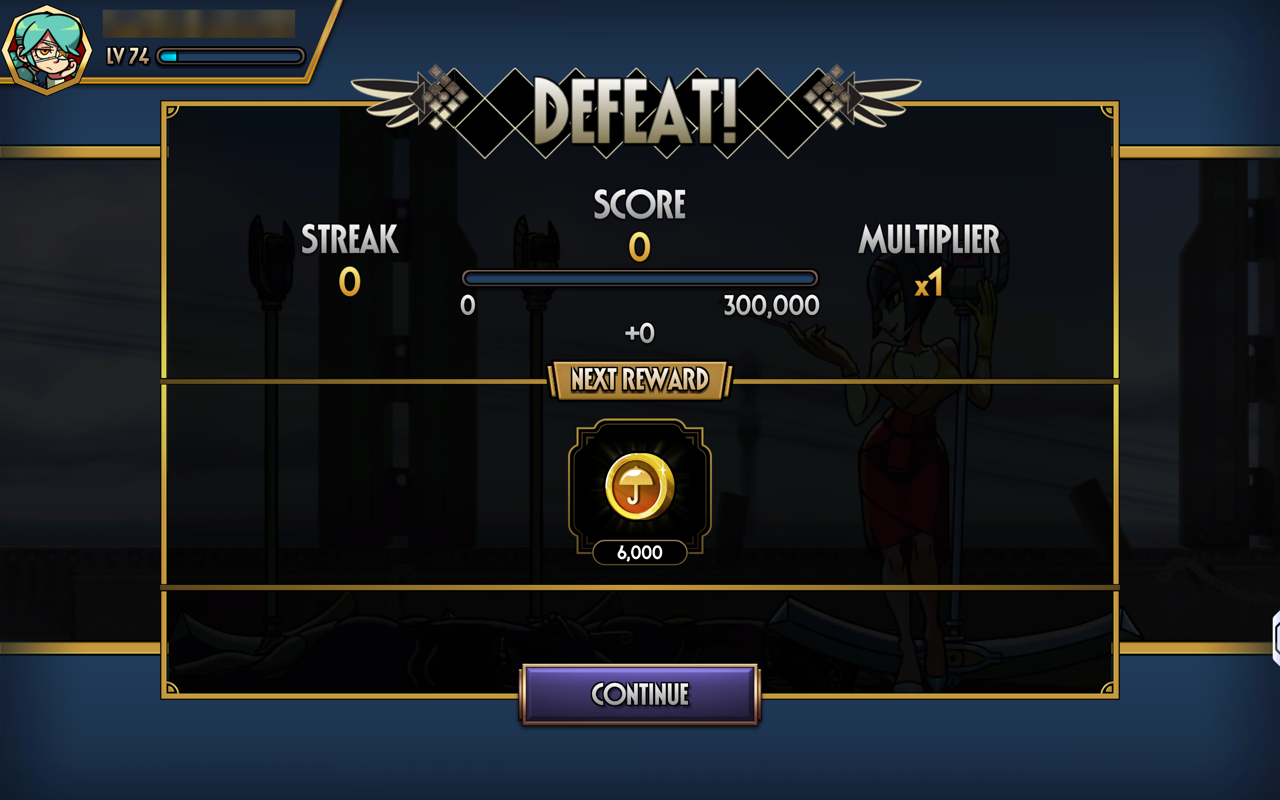 LV 74
DEFEAT!
SCORE
0
STREAK
0
MULTIPLIER
x1
0
300,000
+0
NEXT REWARD
6,000
CONTINUE